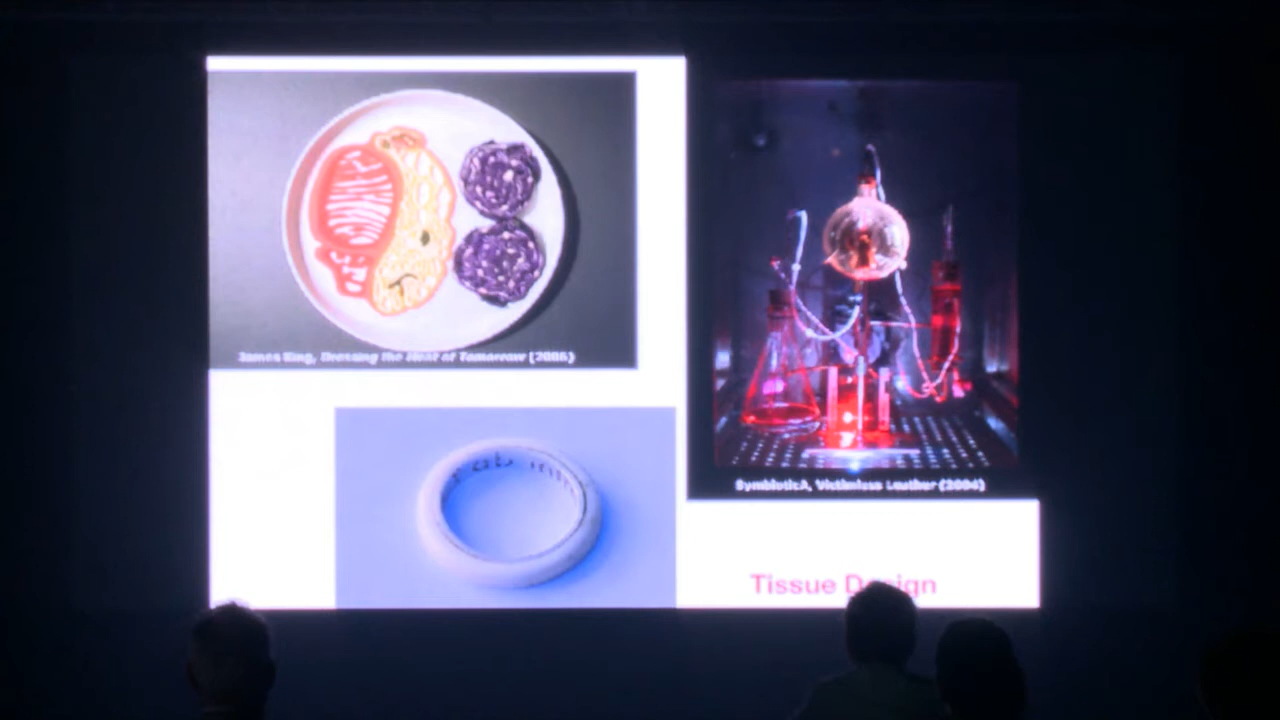 James King, Dressing the Meat of Tomorrow (2006)
SymbioticA, Victimless Leather (2004)
Tissue Design